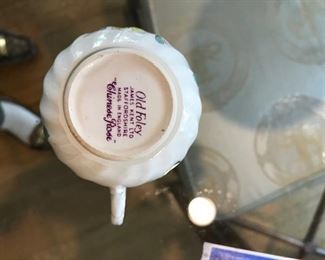 Old Foley
JAMES KENT LTD
STAFFORDSHIRE
MADE IN ENGLAND
"Chinese Rose"